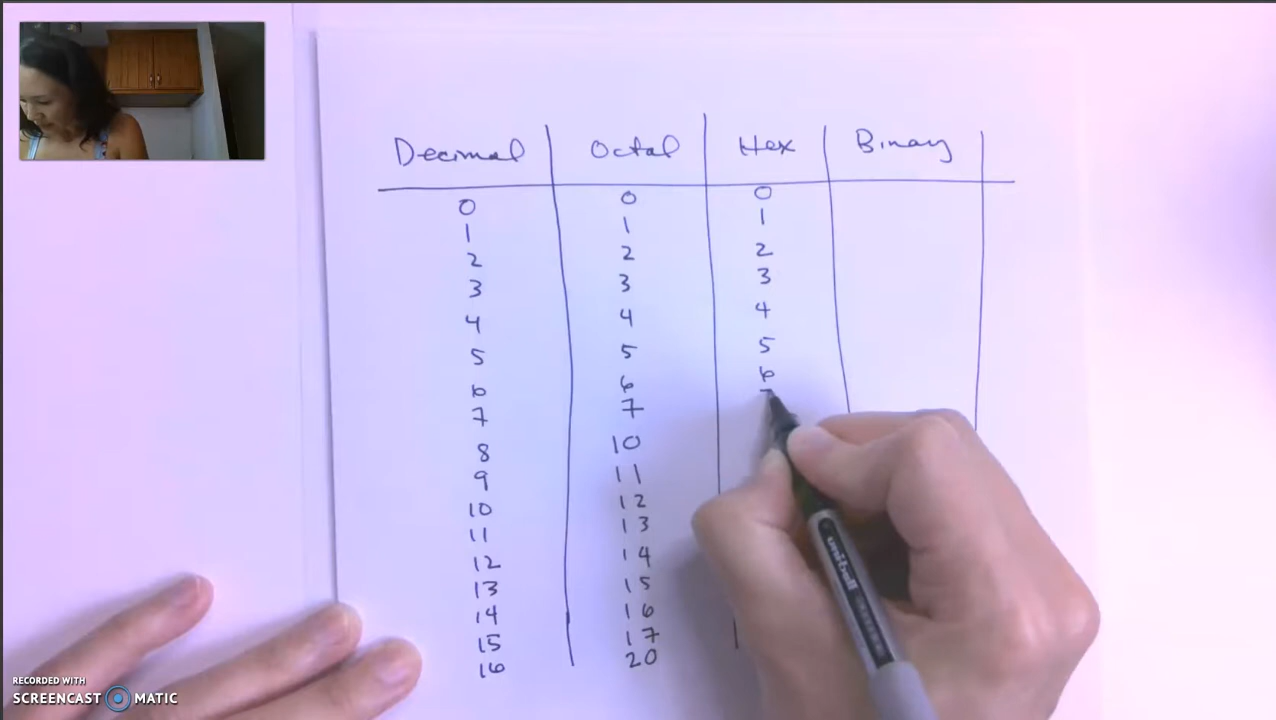 Decimal Octal Hex Binary
0 0 0
1 1 1
2 2 2
3 3 3
4 4 4
5 5 5
6 6 6
7 7
8 10
9 11
10 12
11 13
12 14
13 15
14 16
15 17
16 20
uniball
RECORDED WITH
SCREENCAST MATIC